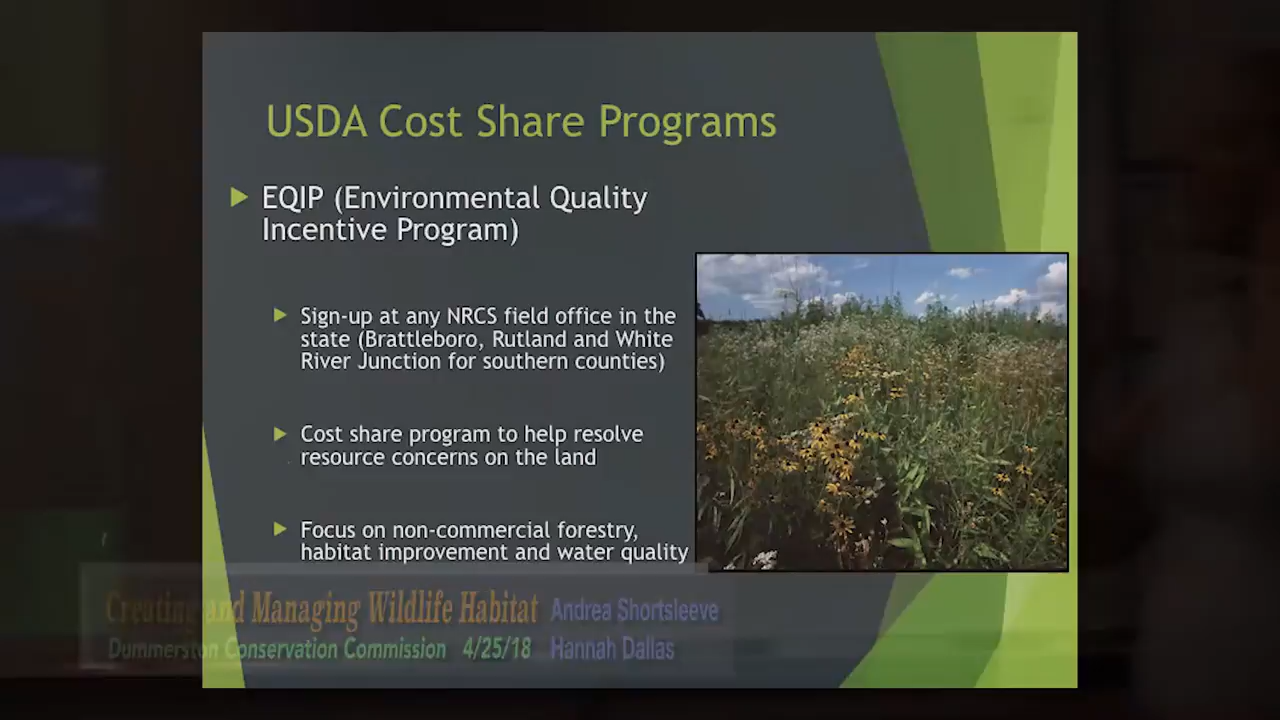 USDA Cost Share Programs
EQIP (Environmental Quality
Incentive Program)
Sign-up at any NRCS field office in the
state (Brattleboro, Rutland and White
River Junction for southern counties)
Cost share program to help resolve
resource concerns on the land
Focus on non-commercial forestry,
habitat improvement and water quality
Creating and Managing Wildlife Habitat Andrea Shortsleeve
Dummerston Conservation Commission 4/25/18 Hannah Dallas